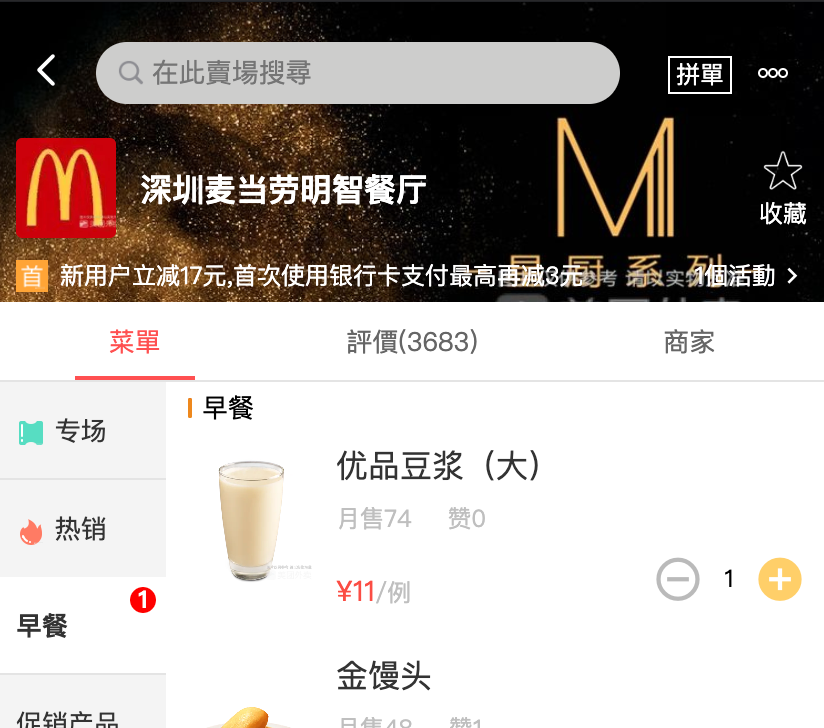 在此賣場搜尋
拼單
深圳麦当劳明智餐厅
收藏
星厨系列
首 新用户立减17元,首次使用银行卡支付最高再减3元 1個活動
菜單 評價(3683) 商家
专场
热销
早餐 1
促销产品
早餐
优品豆浆（大）
月售74 赞0
¥11/例
1
金馒头
月售48 赞1